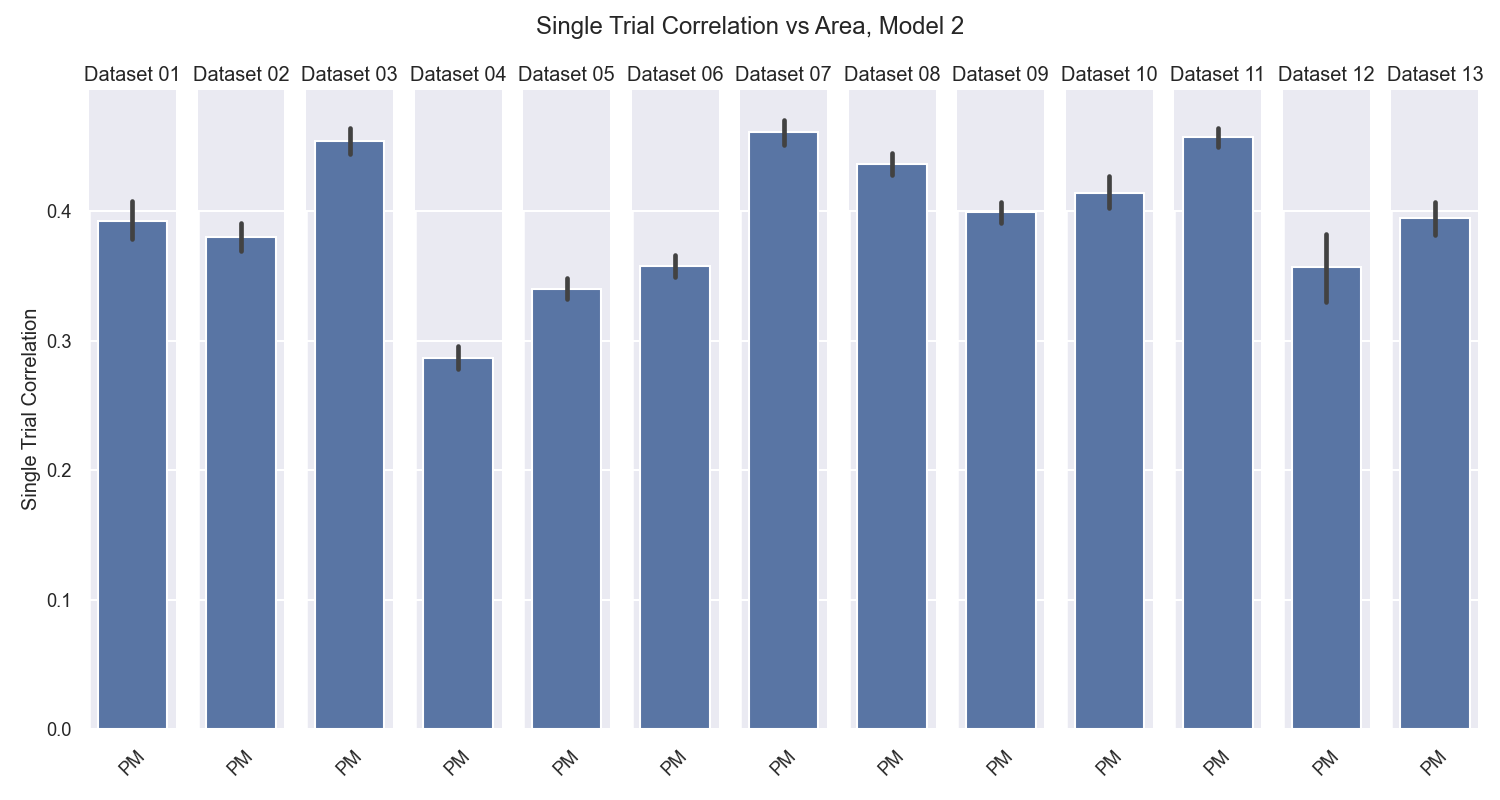 Single Trial Correlation vs Area, Model 2
Dataset 01 Dataset 02 Dataset 03 Dataset 04 Dataset 05 Dataset 06 Dataset 07 Dataset 08 Dataset 09 Dataset 10 Dataset 11 Dataset 12 Dataset 13
Single Trial Correlation
0.4
0.3
0.2
0.1
0.0
PM PM PM PM PM PM PM PM PM PM PM PM PM